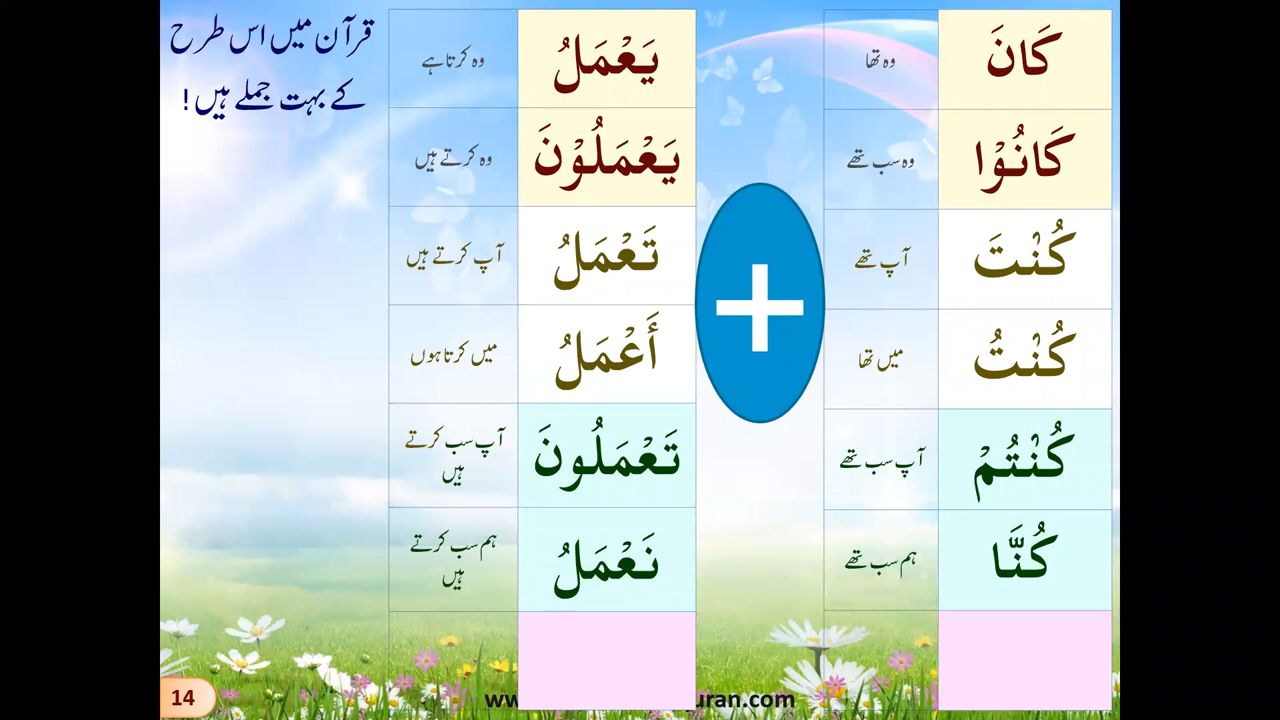 قرآن میں اس طرح
کے بہت جملے ہیں!
كَانَ
وہ تھا
يَعْمَلُ
وہ کرتا ہے
كَانُوْا
وہ سب تھے
يَعْمَلُوْنَ
وہ کرتے ہیں
كُنْتَ
آپ تھے
تَعْمَلُ
آپ کرتے ہیں
كُنْتُ
میں تھا
أَعْمَلُ
میں کرتا ہوں
كُنْتُمْ
آپ سب تھے
تَعْمَلُونَ
آپ سب کرتے
ہیں
كُنَّا
ہم سب تھے
نَعْمَلُ
ہم سب کرتے
ہیں
+
14
uran.com